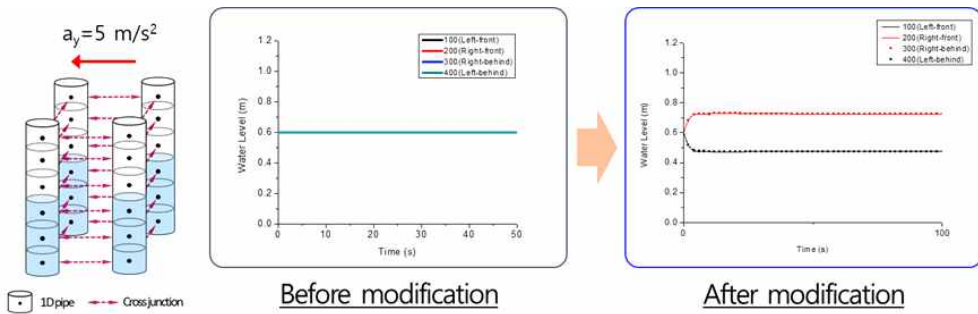 a_y=5 m/s²
1D pipe
Cross junction
100(Left-front)
200(Right-front)
300(Right-behind)
400(Left-behind)
Water Level (m)
1.2
1.0
0.8
0.6
0.4
0.2
0.0
0 10 20 30 40 50
Time (s)
Before modification
100(Left-front)
200(Right-front)
300(Right-behind)
400(Left-behind)
Water Level (m)
1.2
1.0
0.8
0.6
0.4
0.2
0.0
0 100
Time (s)
After modification